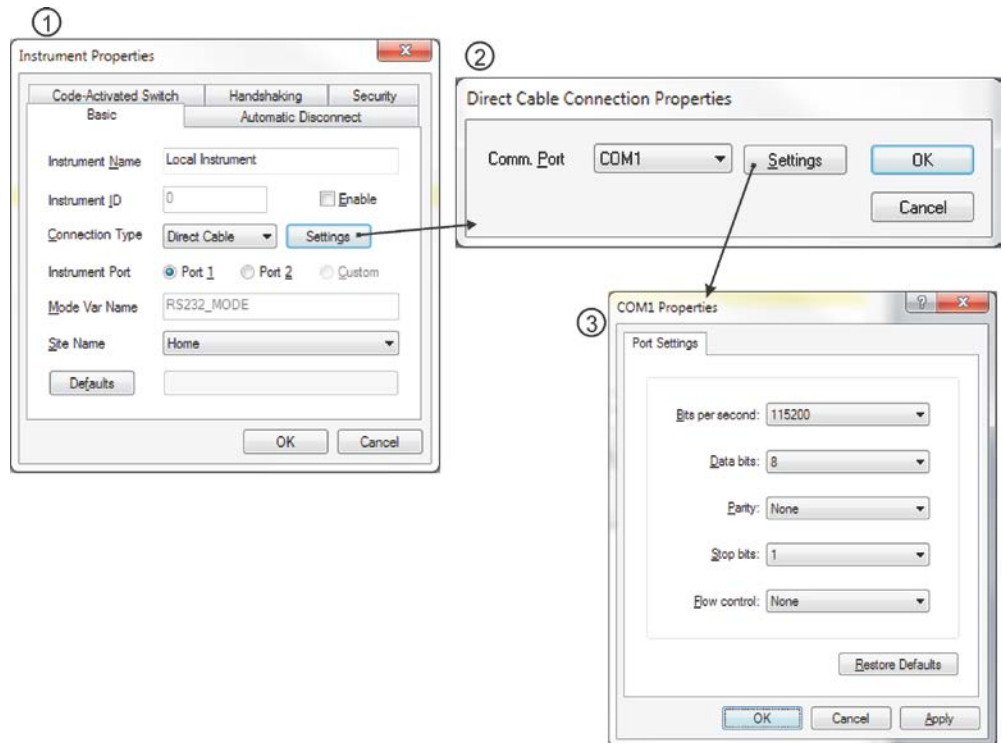 1
Instrument Properties
Code-Activated Switch Handshaking Security
Basic Automatic Disconnect
Instrument Name Local Instrument
Instrument ID 0 Enable
Connection Type Direct Cable Settings
Instrument Port Port 1 Port 2 Custom
Mode Var Name RS232_MODE
Site Name Home
Defaults
OK Cancel
2
Direct Cable Connection Properties
Comm. Port COM1 Settings OK
Cancel
3
COM1 Properties
Port Settings
Bits per second: 115200
Data bits: 8
Parity: None
Stop bits: 1
Flow control: None
Restore Defaults
OK Cancel Apply